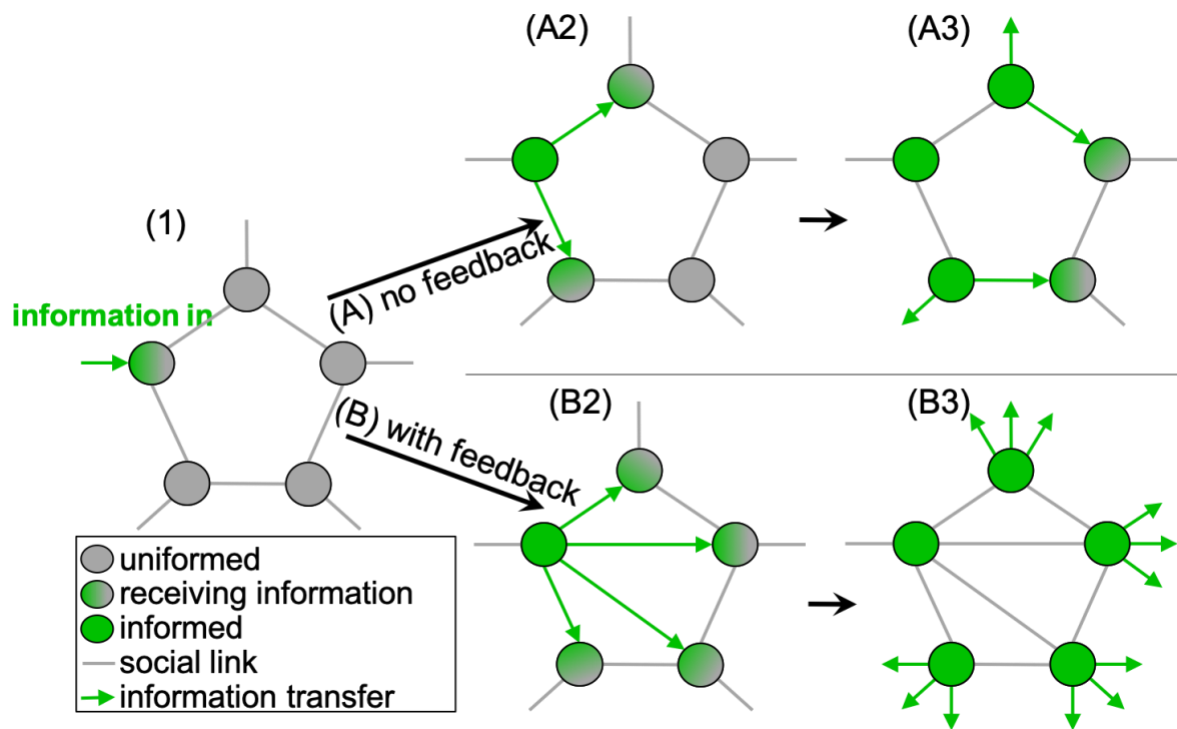 (A2)
(A3)
(1)
information in
(A) no feedback
(B) with feedback
(B2)
(B3)
uniformed
receiving information
informed
social link
information transfer